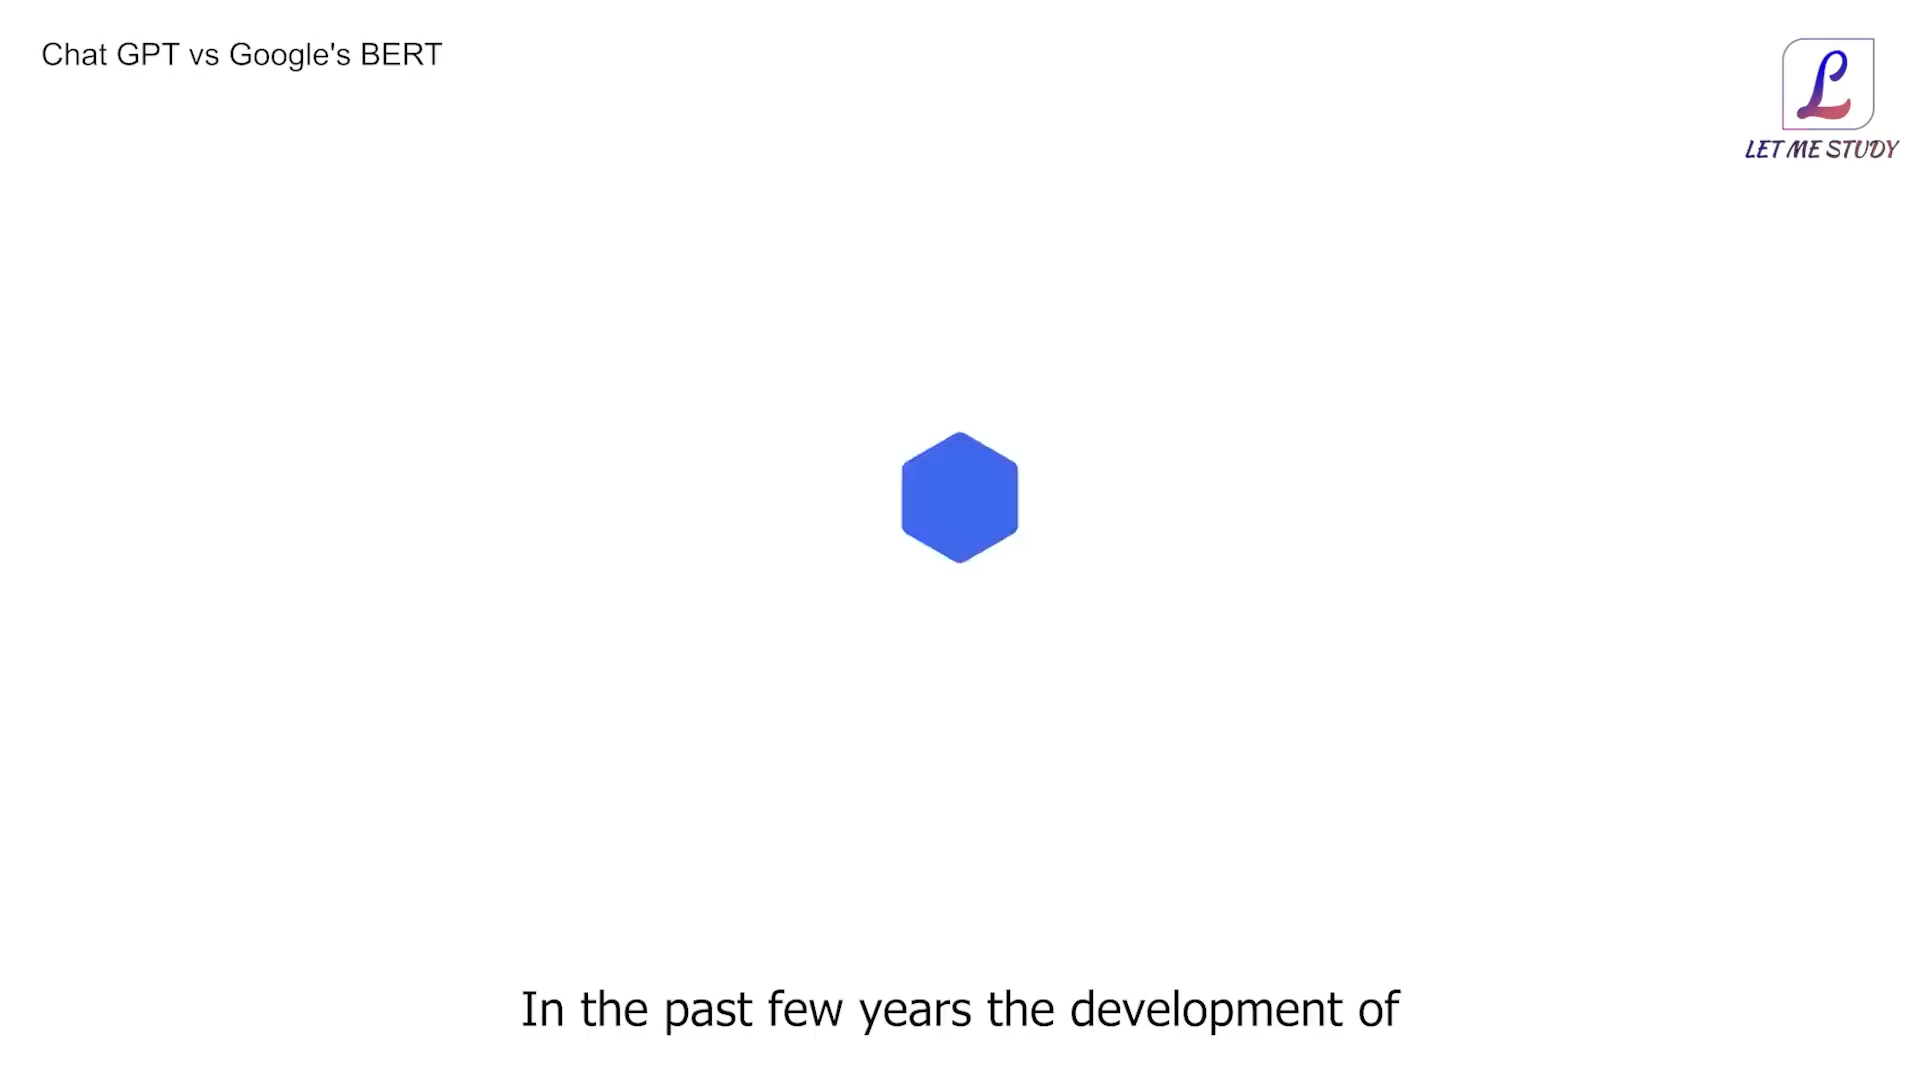 Chat GPT vs Google's BERT
L
LET ME STUDY
In the past few years the development of